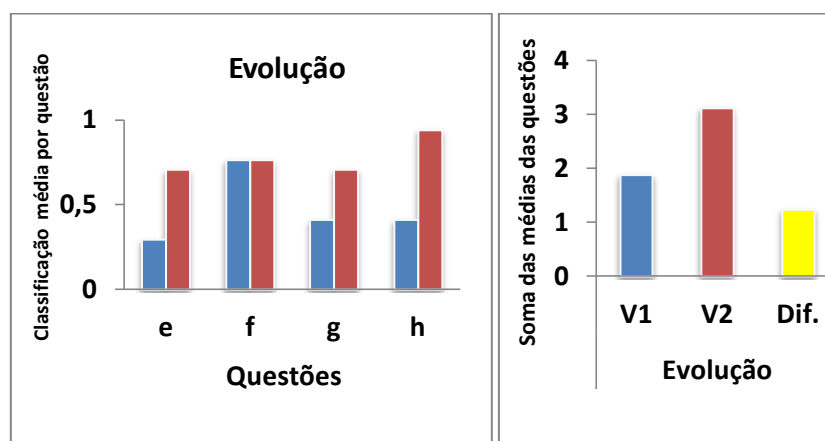 Evolução
Classificação média por questão
1
0,5
0
e f g h
Questões
Soma das médias das questões
4
3
2
1
0
V1 V2 Dif.
Evolução